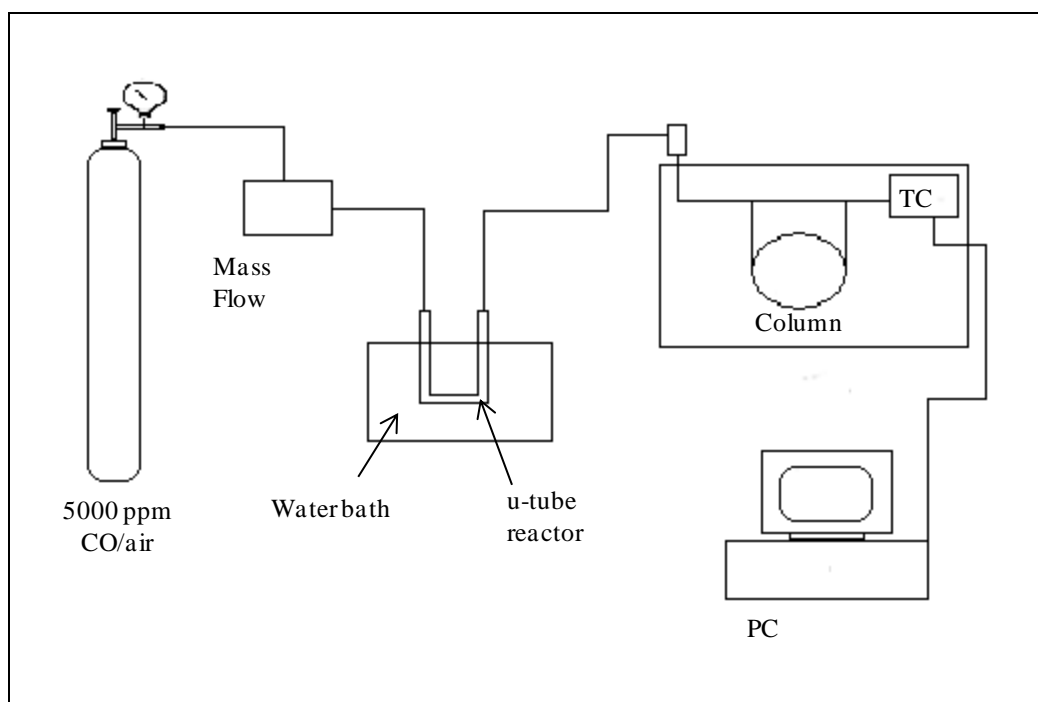 TC
Mass
Flow
Column
Waterbath
u-tube
reactor
5000 ppm
CO/air
PC